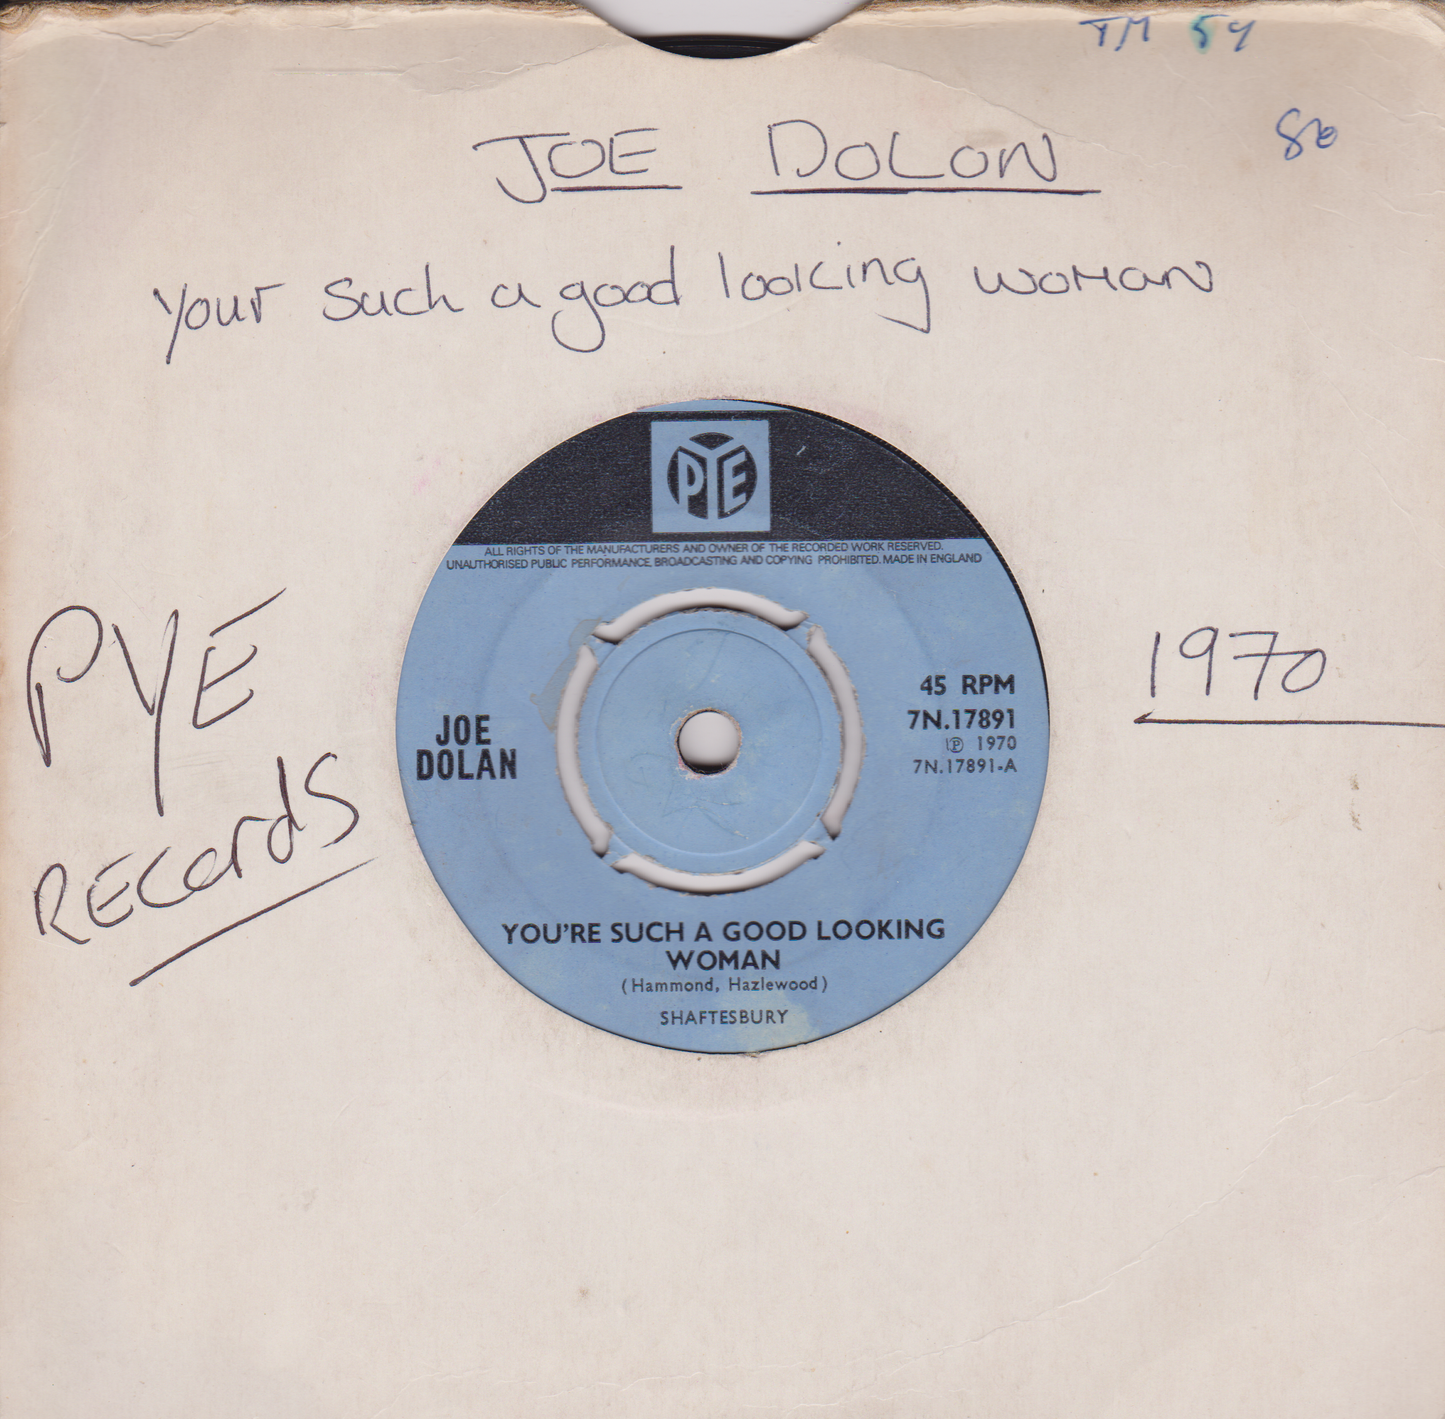 TM 54
80
JOE DOLON
Your such a good looking woman
PYE
ALL RIGHTS OF THE MANUFACTURERS AND OWNER OF THE RECORDED WORK RESERVED.
UNAUTHORISED PUBLIC PERFORMANCE, BROADCASTING AND COPYING PROHIBITED. MADE IN ENGLAND
PYE
RECordS
1970
45 RPM
7N.17891
℗ 1970
7N.17891-A
JOE
DOLAN
YOU'RE SUCH A GOOD LOOKING
WOMAN
(Hammond, Hazlewood)
SHAFTESBURY